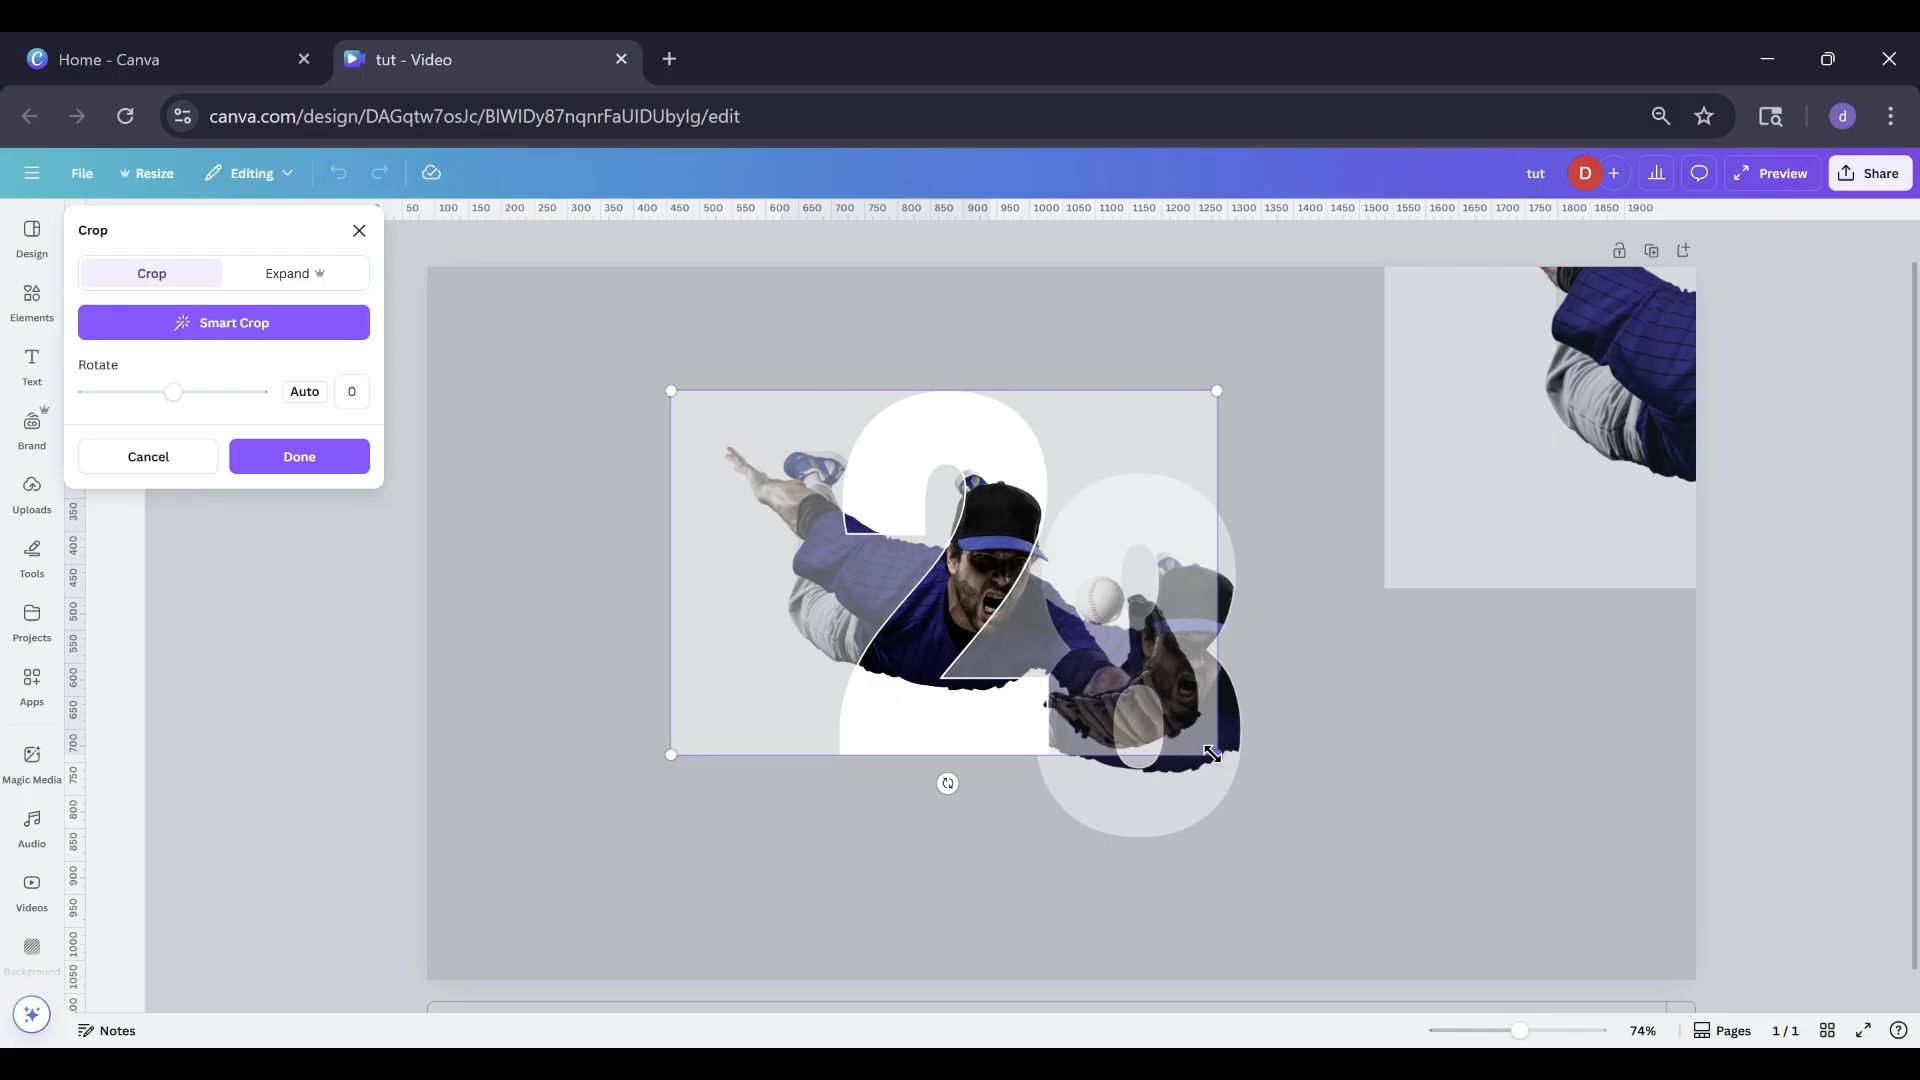 Home - Canva
tut - Video
canva.com/design/DAGqtw7osJc/BlWIDy87nqnrFaUIDUbylg/edit
d
File
Resize
Editing
tut
D
Preview
Share
50 100 150 200 250 300 350 400 450 500 550 600 650 700 750 800 850 900 950 1000 1050 1100 1150 1200 1250 1300 1350 1400 1450 1500 1550 1600 1650 1700 1750 1800 1850 1900
Design
Elements
Text
Brand
Uploads
Tools
Projects
Apps
Magic Media
Audio
Videos
Background
Crop
Crop
Expand
Smart Crop
Rotate
Auto
0
Cancel
Done
350
400
450
500
550
600
650
700
750
800
850
900
950
1000
1050
2
8
Notes
74%
Pages
1 / 1